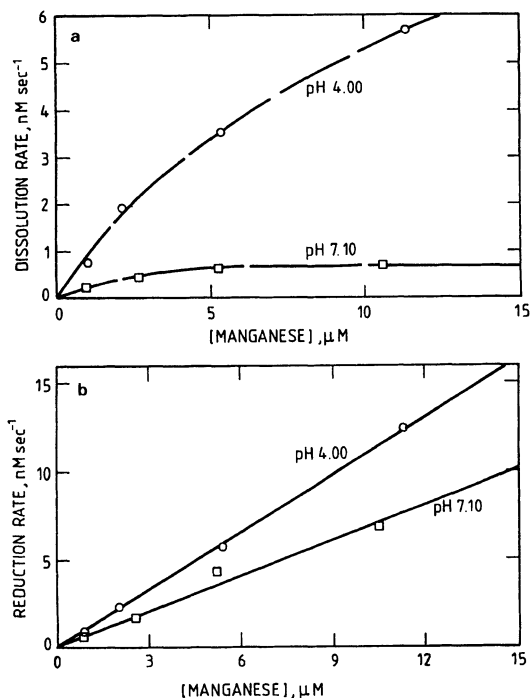 a
6
5
4
3
2
1
0
DISSOLUTION RATE, nM sec⁻¹
pH 4.00
pH 7.10
0 5 10 15
[MANGANESE] , μM
b
15
10
5
0
REDUCTION RATE, nM sec⁻¹
pH 4.00
pH 7.10
0 3 6 9 12 15
[MANGANESE] , μM